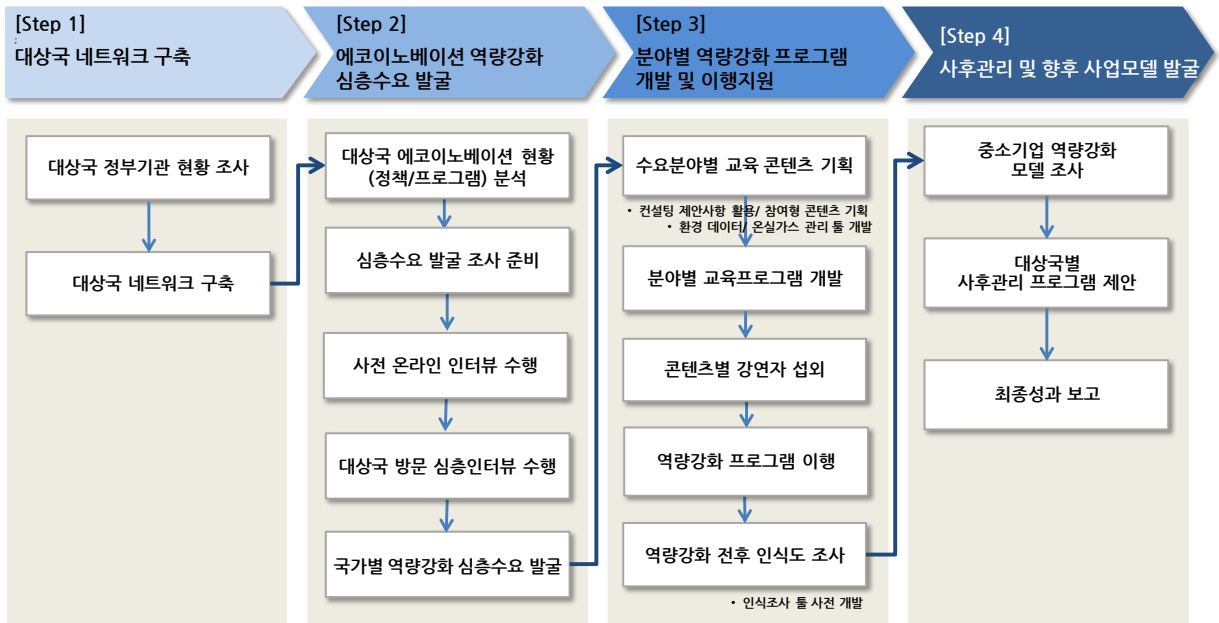 [Step 1]
대상국 네트워크 구축
[Step 2]
에코이노베이션 역량강화
심층수요 발굴
[Step 3]
분야별 역량강화 프로그램
개발 및 이행지원
[Step 4]
사후관리 및 향후 사업모델 발굴
대상국 정부기관 현황 조사
대상국 네트워크 구축
대상국 에코이노베이션 현황
(정책/프로그램) 분석
심층수요 발굴 조사 준비
사전 온라인 인터뷰 수행
대상국 방문 심층인터뷰 수행
국가별 역량강화 심층수요 발굴
수요분야별 교육 콘텐츠 기획
• 컨설팅 제안사항 활용/ 참여형 콘텐츠 기획
• 환경 데이터/ 온실가스 관리 툴 개발
분야별 교육프로그램 개발
콘텐츠별 강연자 섭외
역량강화 프로그램 이행
역량강화 전후 인식도 조사
• 인식조사 툴 사전 개발
중소기업 역량강화
모델 조사
대상국별
사후관리 프로그램 제안
최종성과 보고